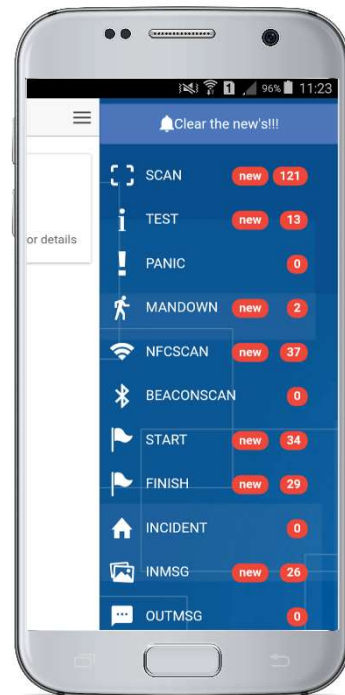 96% 11:23
Clear the new's!!!
SCAN new 121
TEST new 13
or details
PANIC 0
MANDOWN new 2
NFCSCAN new 37
BEACONSCAN 0
START new 34
FINISH new 29
INCIDENT 0
INMSG new 26
OUTMSG 0